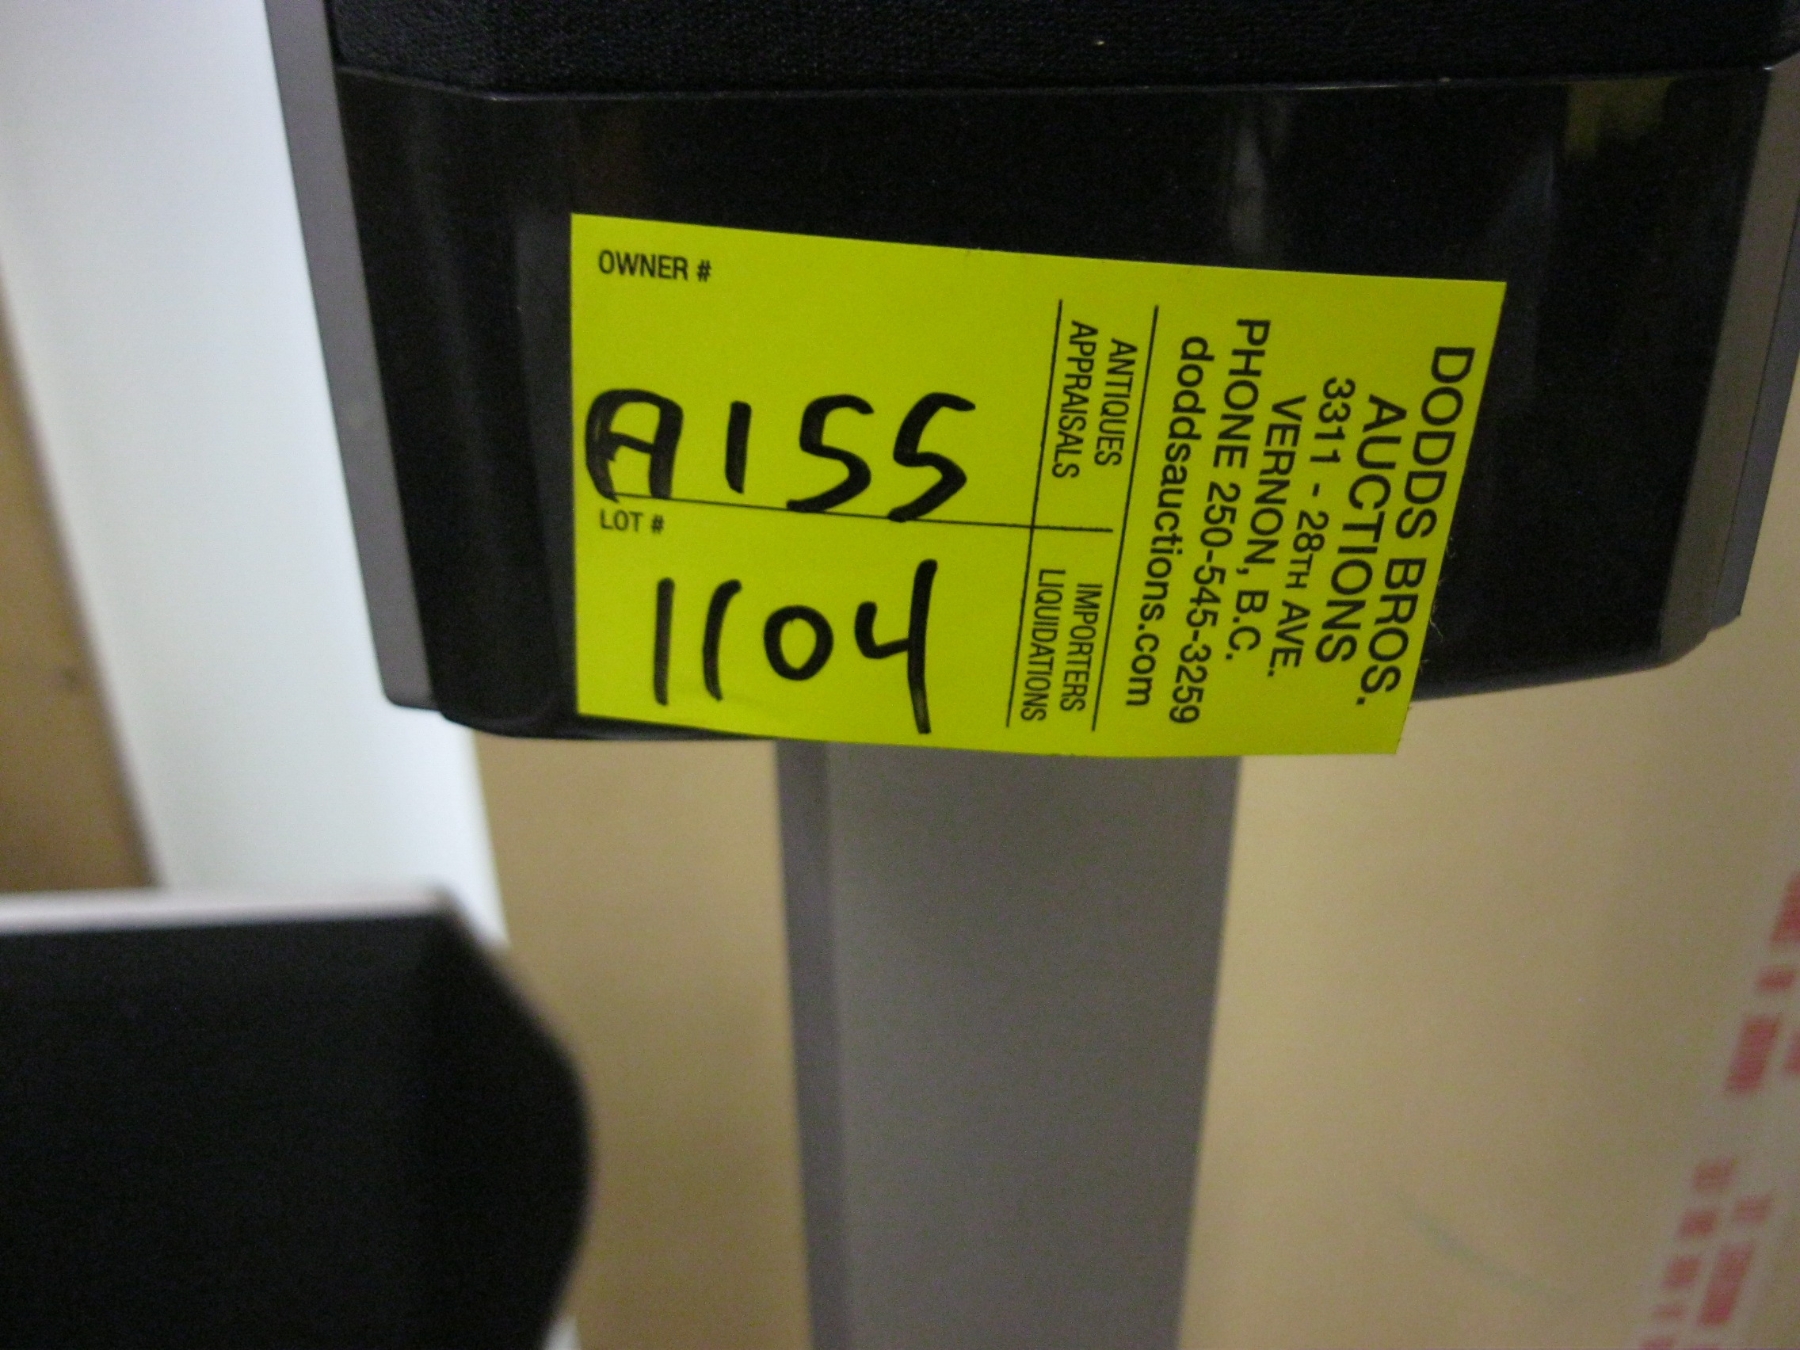 OWNER #
A155
LOT #
1104
DODDS BROS.
AUCTIONS
3311 - 28TH AVE.
VERNON, B.C.
PHONE 250-545-3259
doddsauctions.com
ANTIQUES
APPRAISALS
IMPORTERS
LIQUIDATIONS